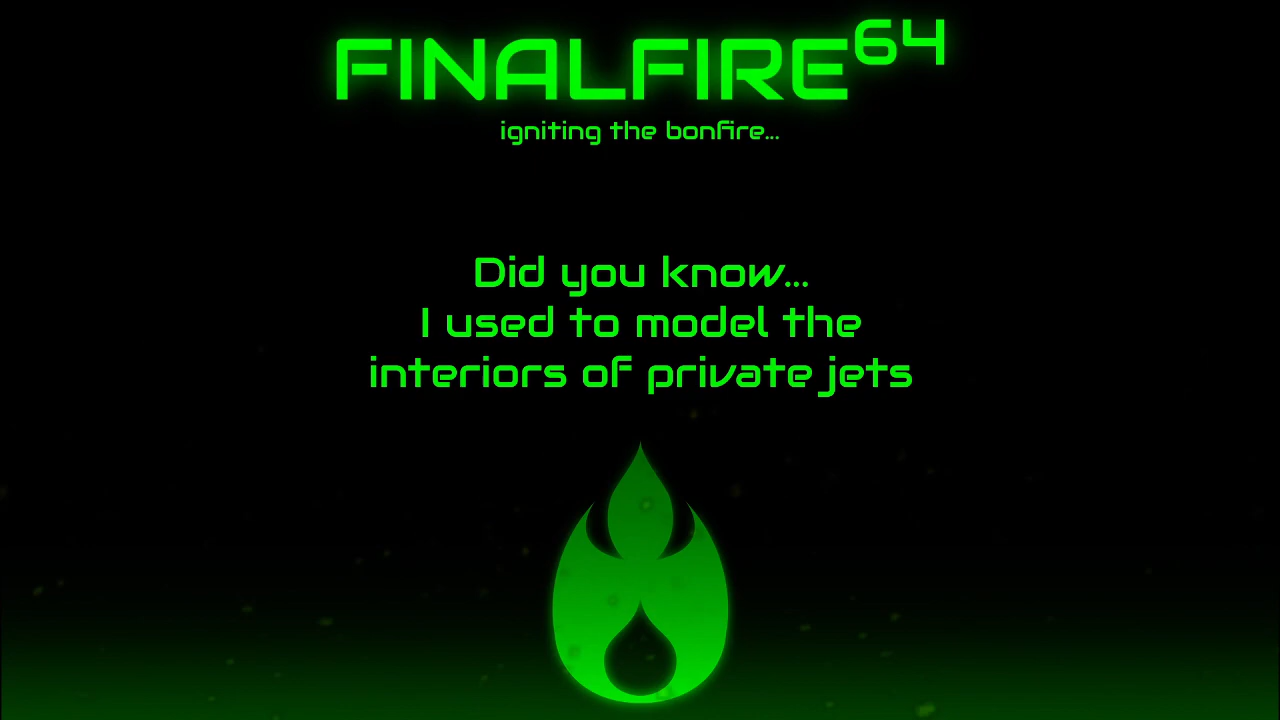 FINALFIRE64
igniting the bonfire...
Did you know...
I used to model the
interiors of private jets